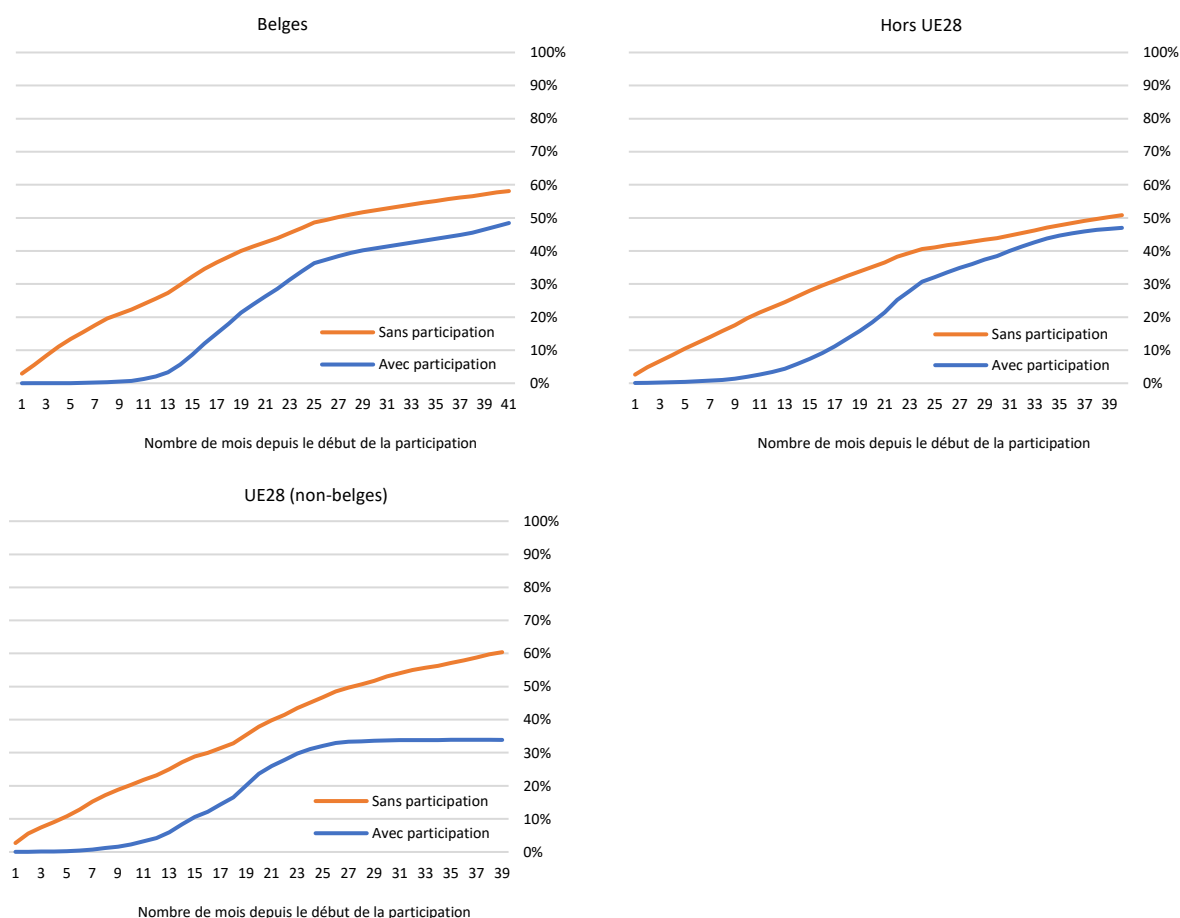 Belges
100%
90%
80%
70%
60%
50%
40%
30%
20%
10%
0%
Sans participation
Avec participation
1 3 5 7 9 11 13 15 17 19 21 23 25 27 29 31 33 35 37 39 41
Nombre de mois depuis le début de la participation
Hors UE28
100%
90%
80%
70%
60%
50%
40%
30%
20%
10%
0%
Sans participation
Avec participation
1 3 5 7 9 11 13 15 17 19 21 23 25 27 29 31 33 35 37 39
Nombre de mois depuis le début de la participation
UE28 (non-belges)
100%
90%
80%
70%
60%
50%
40%
30%
20%
10%
0%
Sans participation
Avec participation
1 3 5 7 9 11 13 15 17 19 21 23 25 27 29 31 33 35 37 39
Nombre de mois depuis le début de la participation